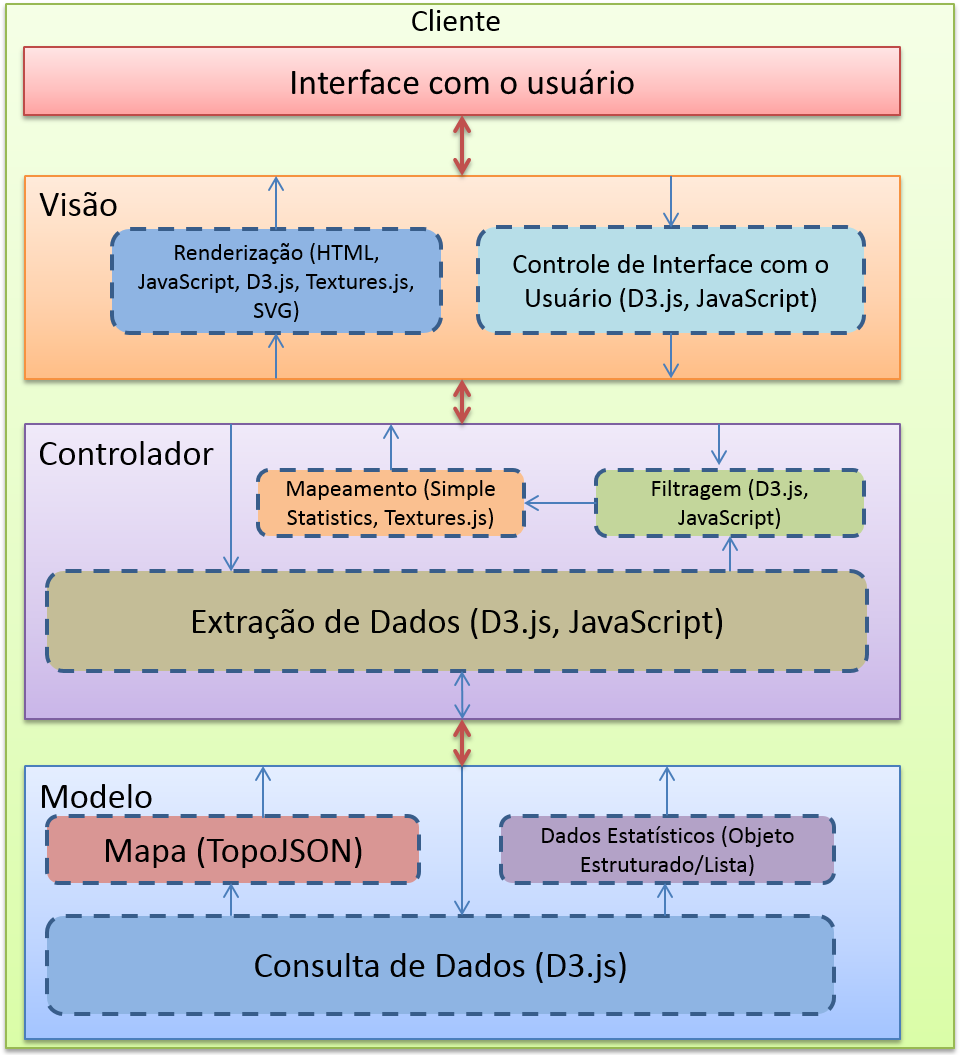 Cliente
Interface com o usuário
Visão
Renderização (HTML,
JavaScript, D3.js, Textures.js,
SVG)
Controle de Interface com o
Usuário (D3.js, JavaScript)
Controlador
Mapeamento (Simple
Statistics, Textures.js)
Filtragem (D3.js,
JavaScript)
Extração de Dados (D3.js, JavaScript)
Modelo
Mapa (TopoJSON)
Dados Estatísticos (Objeto
Estruturado/Lista)
Consulta de Dados (D3.js)